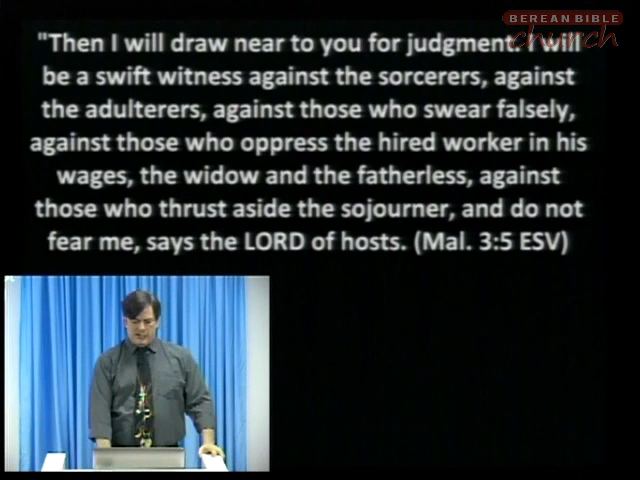 BEREAN BIBLE
church
"Then I will draw near to you for judgment. I will
be a swift witness against the sorcerers, against
the adulterers, against those who swear falsely,
against those who oppress the hired worker in his
wages, the widow and the fatherless, against
those who thrust aside the sojourner, and do not
fear me, says the LORD of hosts. (Mal. 3:5 ESV)